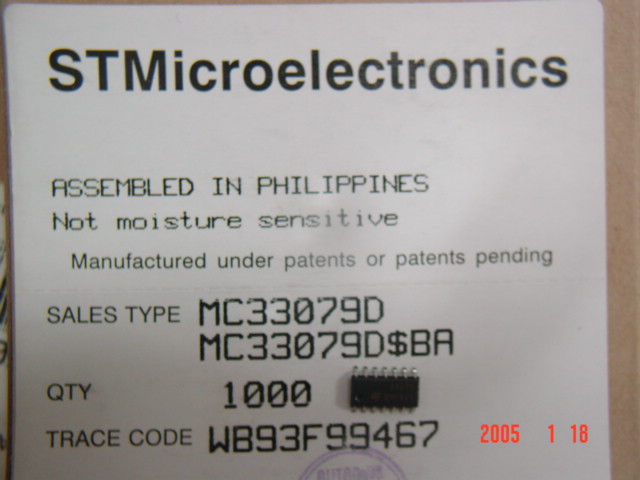 STMicroelectronics
ASSEMBLED IN PHILIPPINES
Not moisture sensitive
Manufactured under patents or patents pending
SALES TYPE MC33079D
MC33079D$BA
QTY 1000
TRACE CODE WB93F99467
2005 1 18